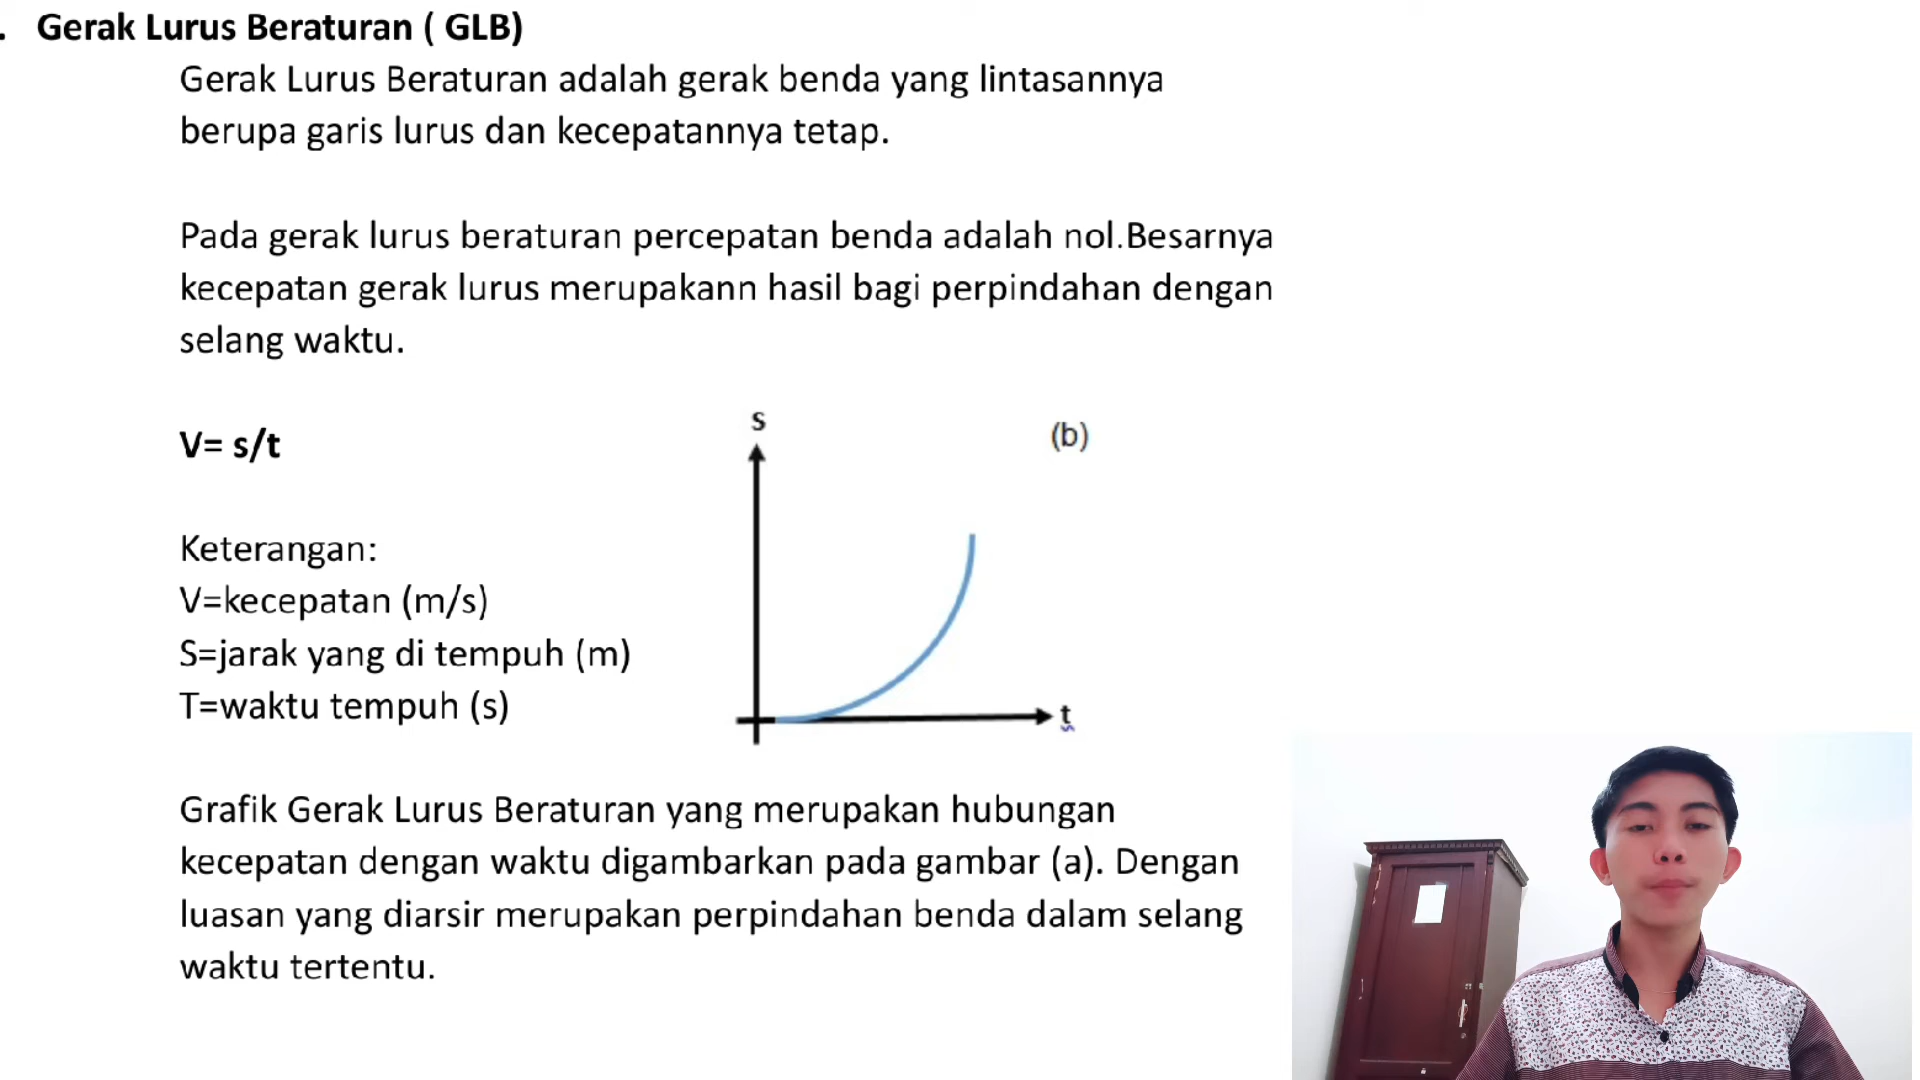 . Gerak Lurus Beraturan ( GLB)
Gerak Lurus Beraturan adalah gerak benda yang lintasannya
berupa garis lurus dan kecepatannya tetap.
Pada gerak lurus beraturan percepatan benda adalah nol.Besarnya
kecepatan gerak lurus merupakann hasil bagi perpindahan dengan
selang waktu.
V= s/t
Keterangan:
V=kecepatan (m/s)
S=jarak yang di tempuh (m)
T=waktu tempuh (s)
s
(b)
t
Grafik Gerak Lurus Beraturan yang merupakan hubungan
kecepatan dengan waktu digambarkan pada gambar (a). Dengan
luasan yang diarsir merupakan perpindahan benda dalam selang
waktu tertentu.